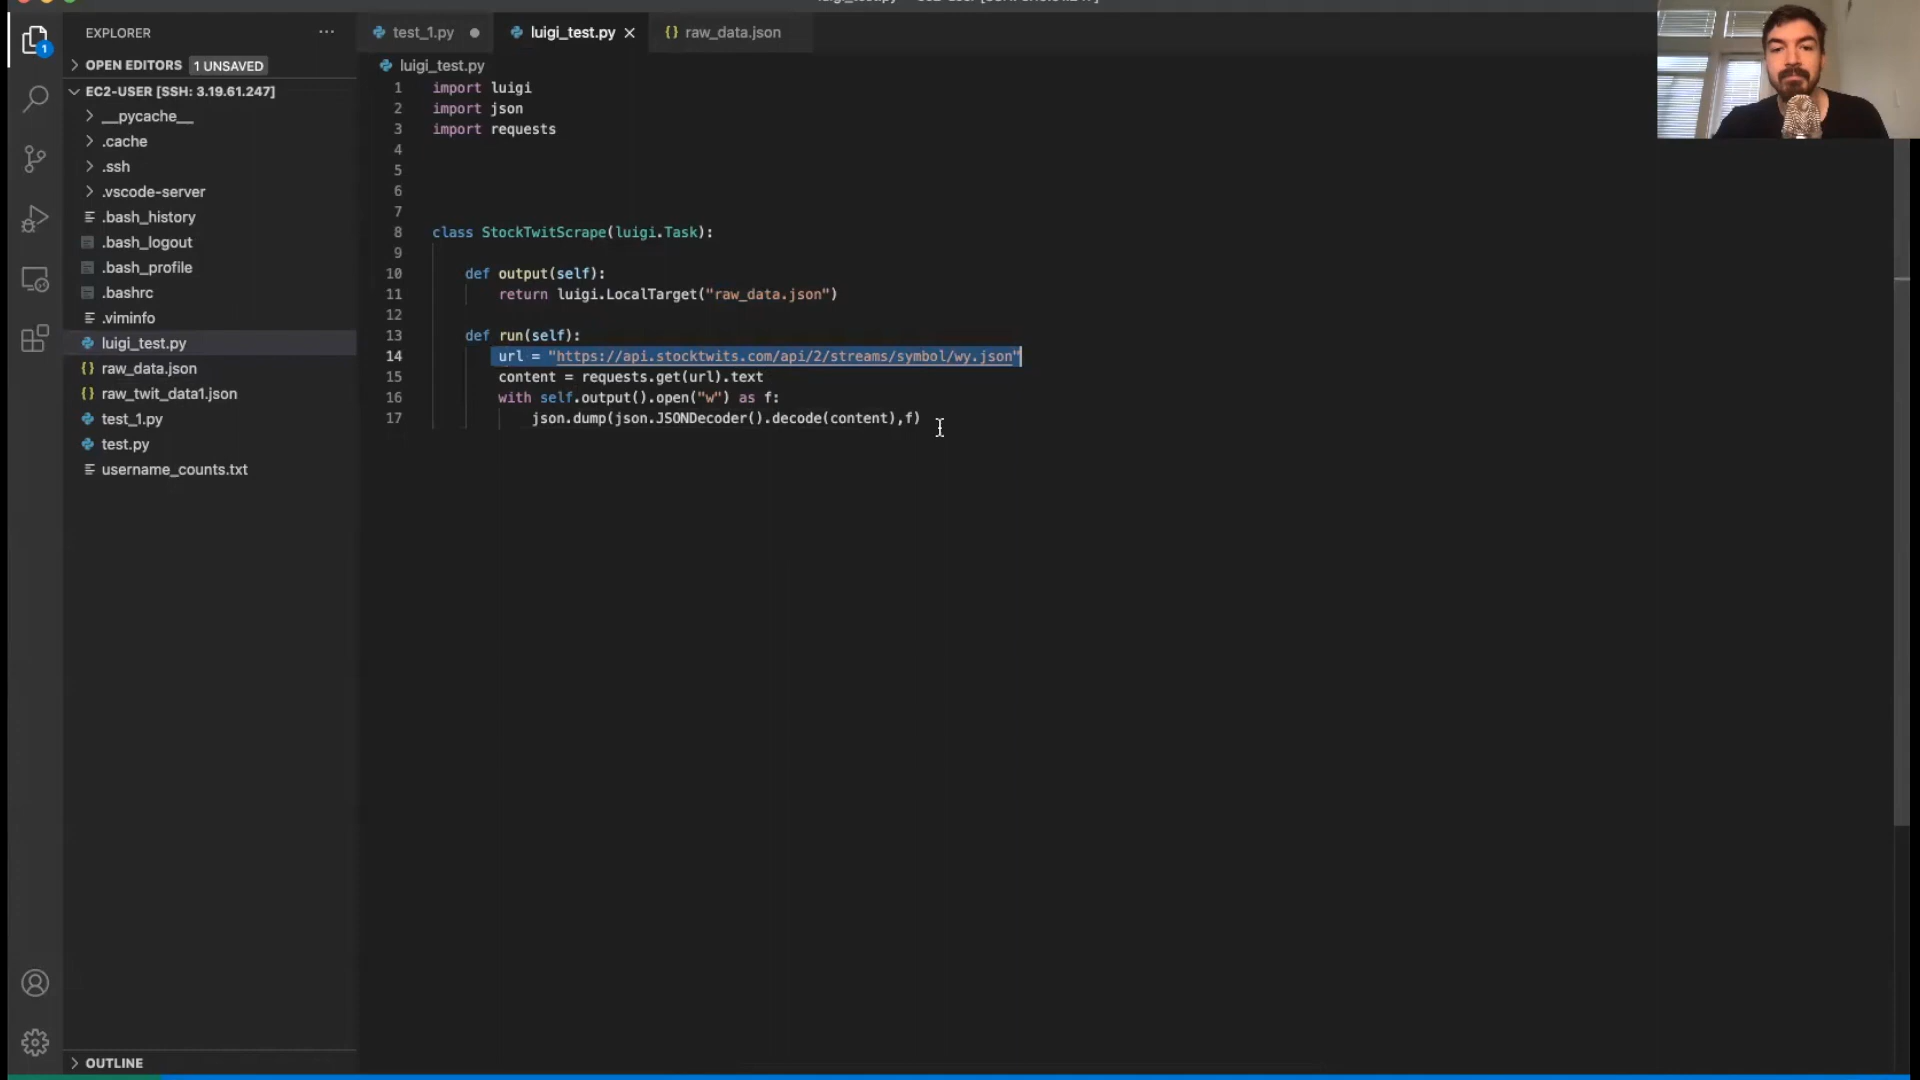 EXPLORER
OPEN EDITORS 1 UNSAVED
EC2-USER [SSH: 3.19.61.247]
__pycache__
.cache
.ssh
.vscode-server
.bash_history
.bash_logout
.bash_profile
.bashrc
.viminfo
luigi_test.py
raw_data.json
raw_twit_data1.json
test_1.py
test.py
username_counts.txt
OUTLINE
1
test_1.py
luigi_test.py
raw_data.json
luigi_test.py
1 import luigi
2 import json
3 import requests
4
5
6
7
8 class StockTwitScrape(luigi.Task):
9
10 def output(self):
11 return luigi.LocalTarget("raw_data.json")
12
13 def run(self):
14 url = "https://api.stocktwits.com/api/2/streams/symbol/wy.json"
15 content = requests.get(url).text
16 with self.output().open("w") as f:
17 json.dump(json.JSONDecoder().decode(content),f)